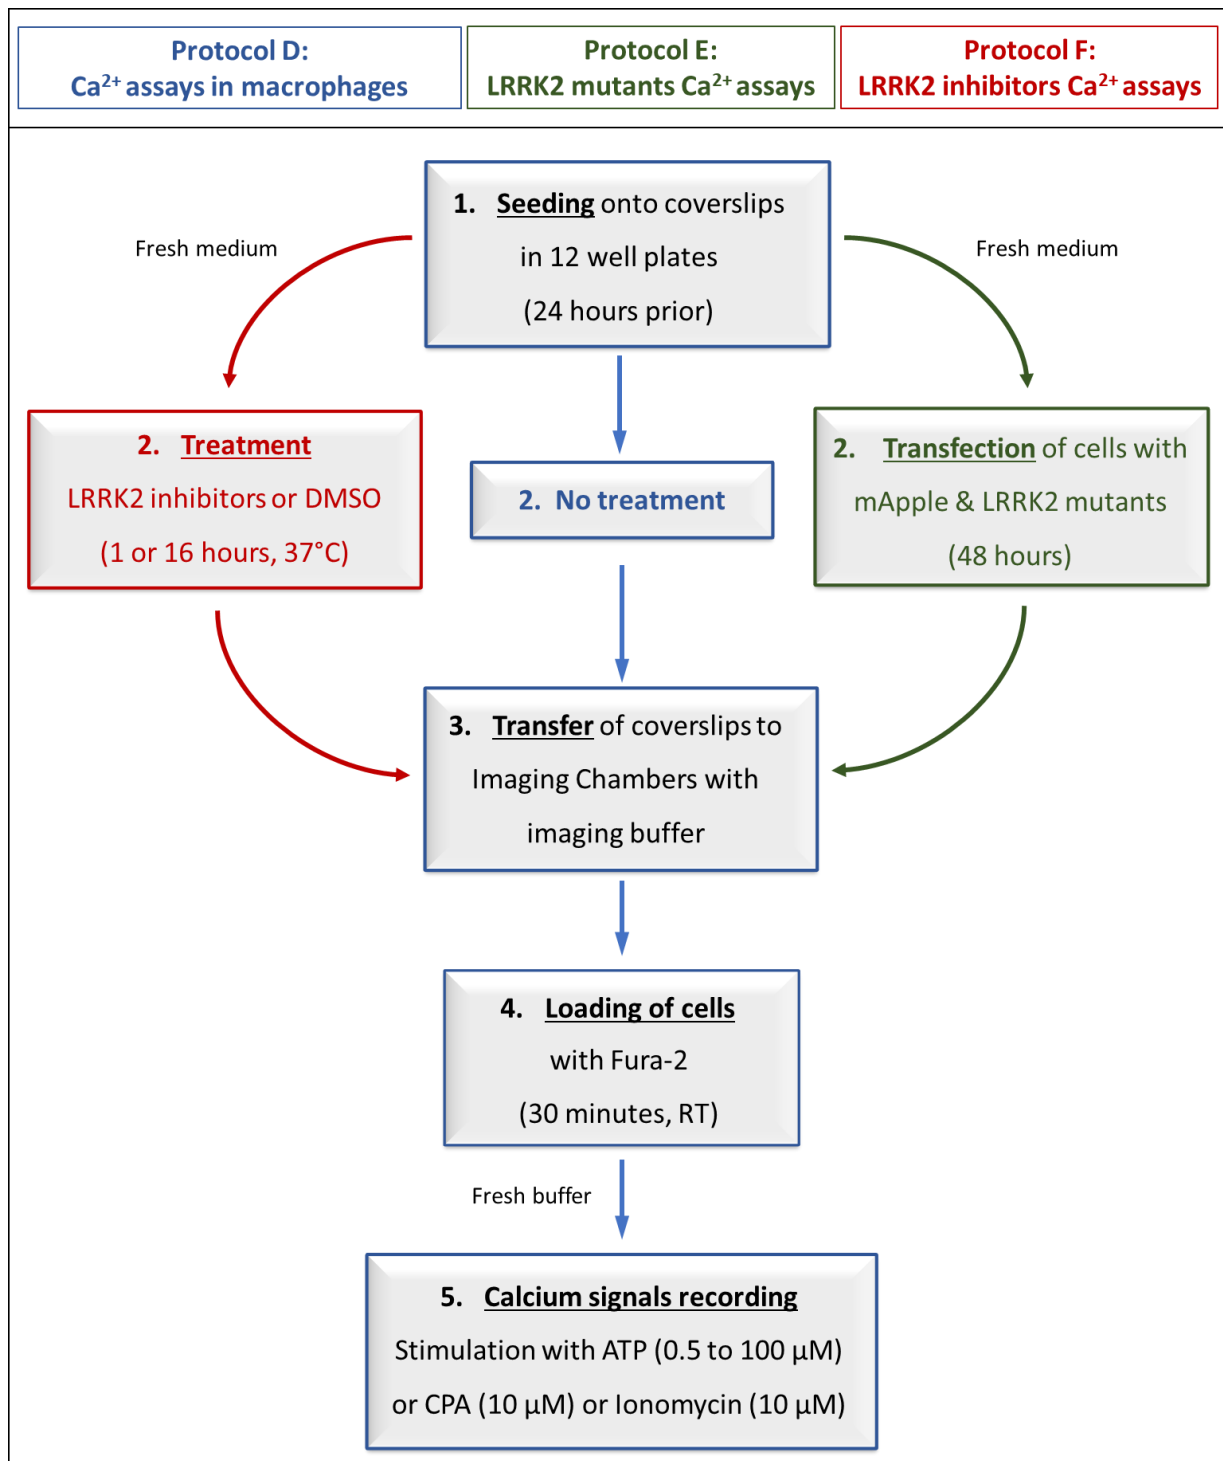 Protocol D:
Ca²⁺ assays in macrophages
Protocol E:
LRRK2 mutants Ca²⁺ assays
Protocol F:
LRRK2 inhibitors Ca²⁺ assays
1. Seeding onto coverslips
in 12 well plates
(24 hours prior)
Fresh medium
Fresh medium
2. Treatment
LRRK2 inhibitors or DMSO
(1 or 16 hours, 37°C)
2. No treatment
2. Transfection of cells with
mApple & LRRK2 mutants
(48 hours)
3. Transfer of coverslips to
Imaging Chambers with
imaging buffer
4. Loading of cells
with Fura-2
(30 minutes, RT)
Fresh buffer
5. Calcium signals recording
Stimulation with ATP (0.5 to 100 µM)
or CPA (10 µM) or Ionomycin (10 µM)